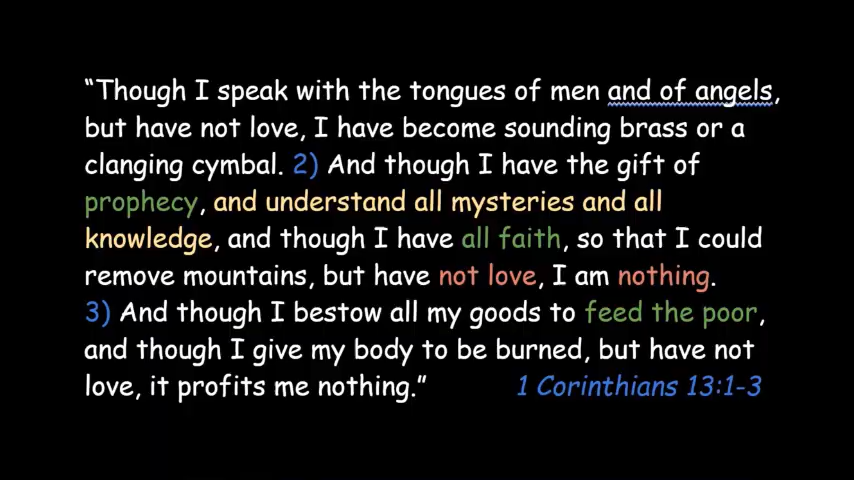 “Though I speak with the tongues of men and of angels,
but have not love, I have become sounding brass or a
clanging cymbal. 2) And though I have the gift of
prophecy, and understand all mysteries and all
knowledge, and though I have all faith, so that I could
remove mountains, but have not love, I am nothing.
3) And though I bestow all my goods to feed the poor,
and though I give my body to be burned, but have not
love, it profits me nothing.” 1 Corinthians 13:1-3